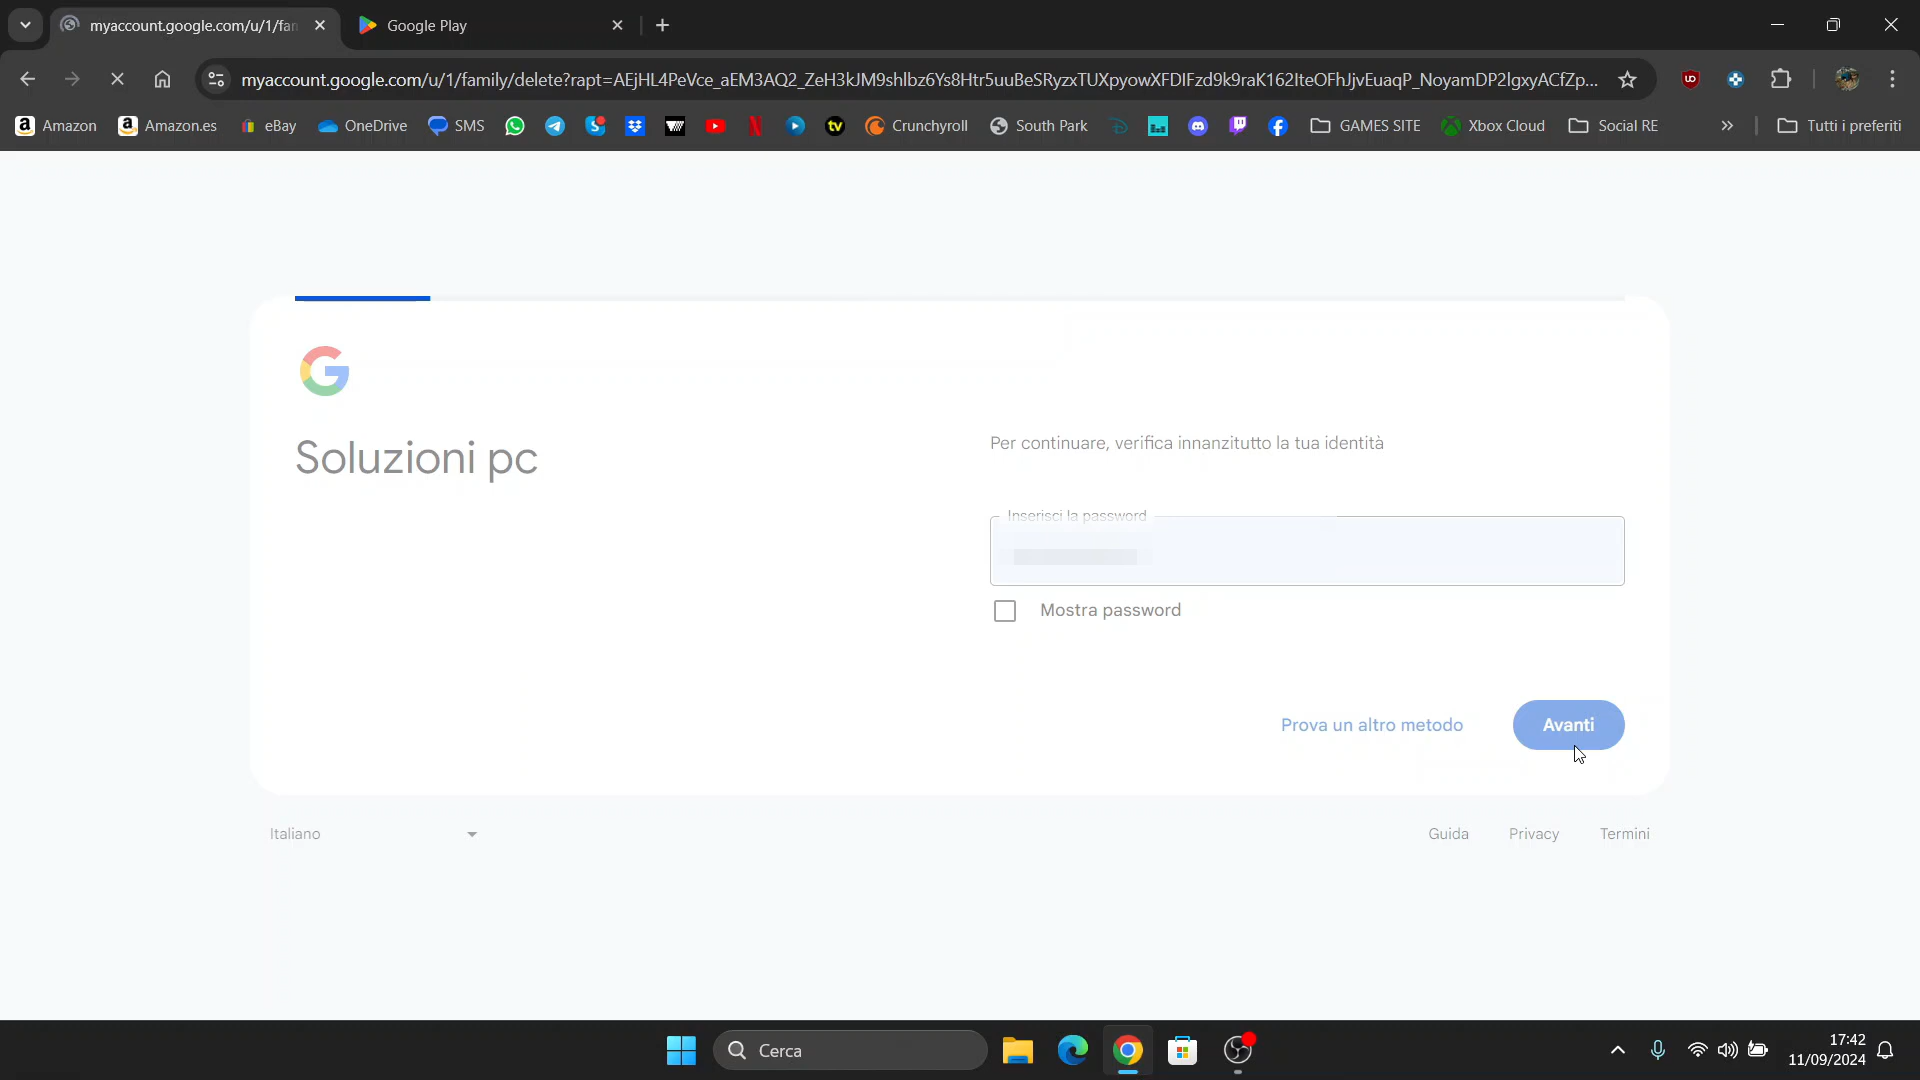 myaccount.google.com/u/1/fam
Google Play
myaccount.google.com/u/1/family/delete?rapt=AEjHL4PeVce_aEM3AQ2_ZeH3kJM9shlbz6Ys8Htr5uuBeSRyzxTUXpyowXFDIFzd9k9raK162IteOFhJjvEuaqP_NoyamDP2lgxyACfZp...
Amazon Amazon.es eBay OneDrive SMS Crunchyroll South Park GAMES SITE Xbox Cloud Social RE Tutti i preferiti
Soluzioni pc
Per continuare, verifica innanzitutto la tua identità
Inserisci la password
Mostra password
Prova un altro metodo
Avanti
Italiano
Guida
Privacy
Termini
Cerca
17:42
11/09/2024